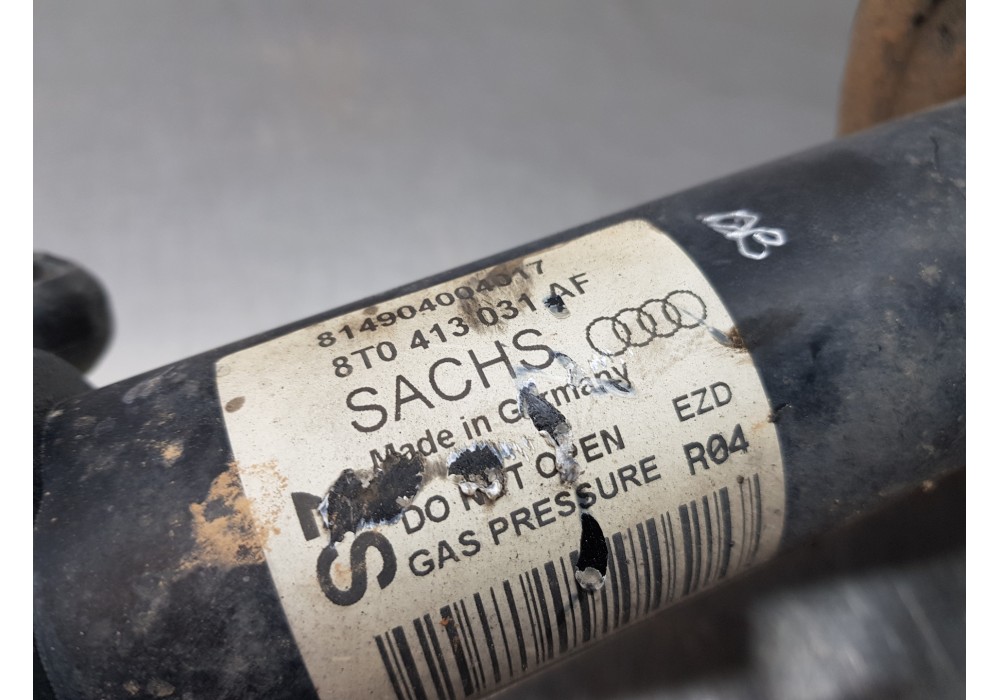 814904004017
8T0 413 031 AF
SACHS
Made in Germany
DO NOT OPEN EZD
GAS PRESSURE R04